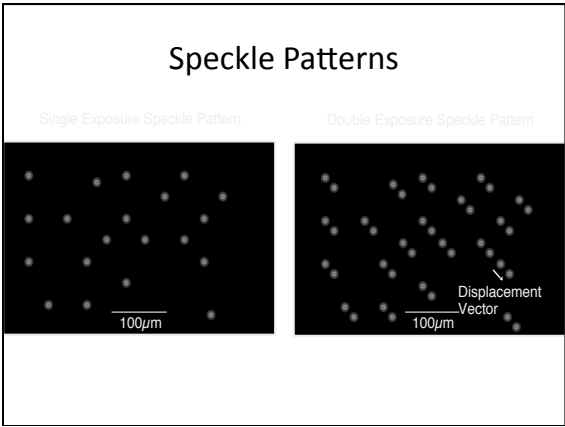 Speckle Patterns
Single Exposure Speckle Pattern
Double Exposure Speckle Pattern
100µm
Displacement
Vector
100µm